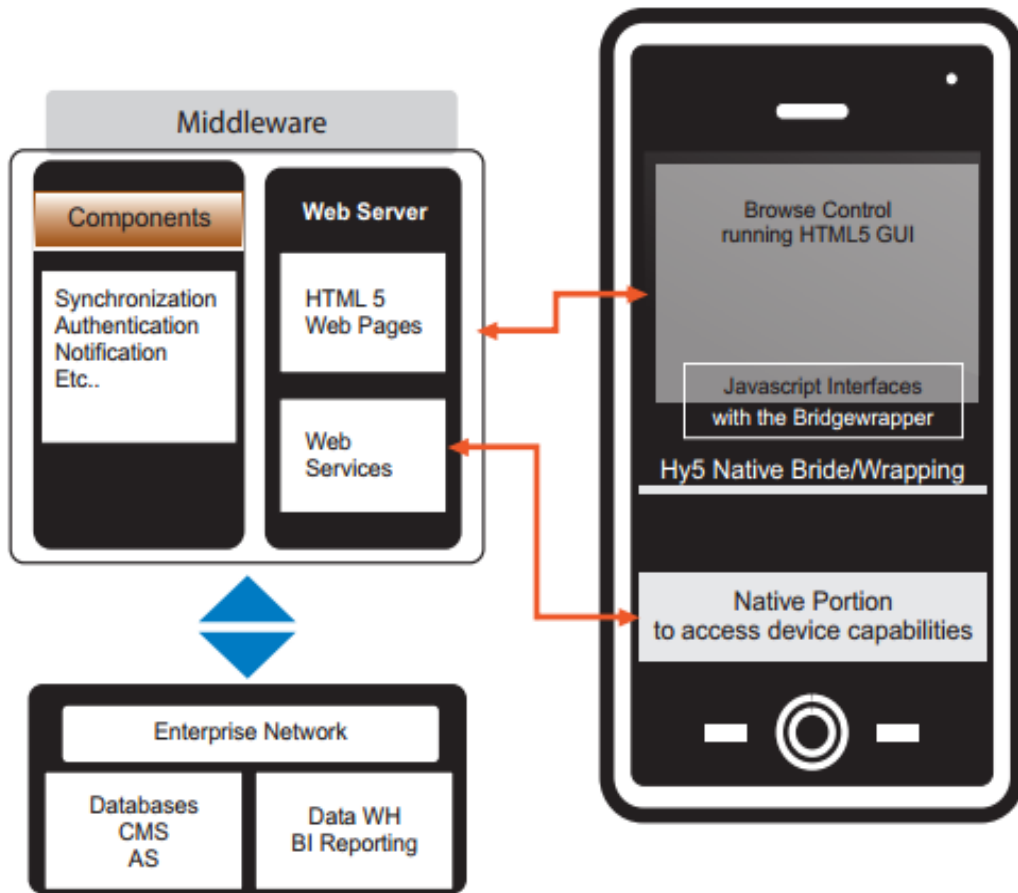 Middleware
Components
Synchronization
Authentication
Notification
Etc..
Web Server
HTML 5
Web Pages
Web
Services
Enterprise Network
Databases
CMS
AS
Data WH
BI Reporting
Browse Control
running HTML5 GUI
Javascript Interfaces
with the Bridgewrapper
Hy5 Native Bride/Wrapping
Native Portion
to access device capabilities